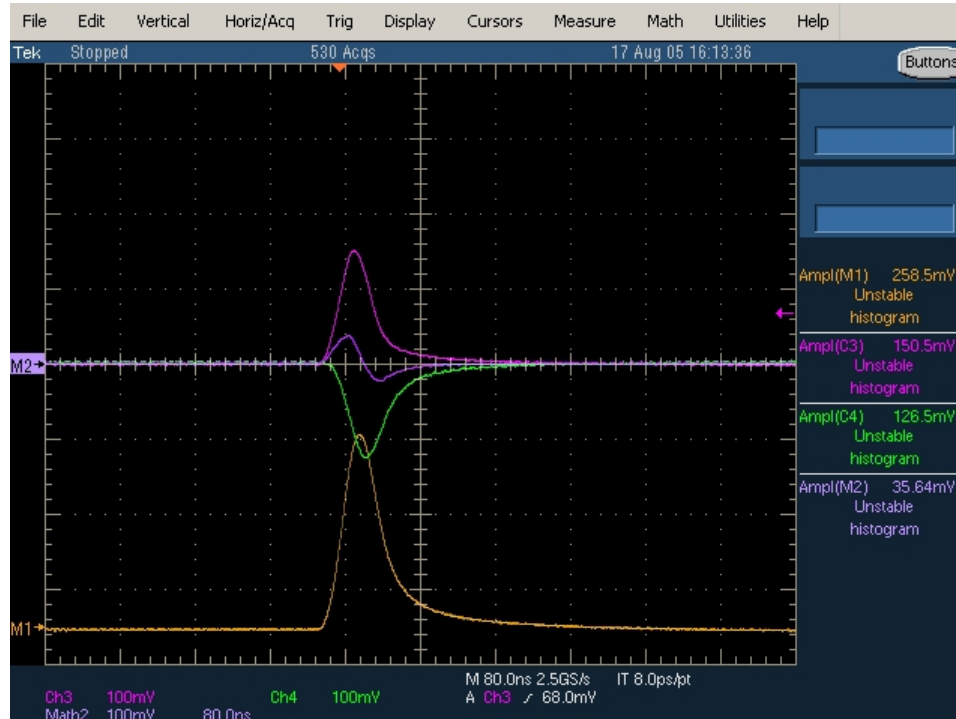 File Edit Vertical Horiz/Acq Trig Display Cursors Measure Math Utilities Help
Tek Stopped 530 Acqs 17 Aug 05 16:13:36
Buttons
Ampl(M1) 258.5mV
Unstable
histogram
Ampl(C3) 150.5mV
Unstable
histogram
M2
Ampl(C4) 126.5mV
Unstable
histogram
Ampl(M2) 35.64mV
Unstable
histogram
M1
M 80.0ns 2.5GS/s IT 8.0ps/pt
Ch3 100mV Ch4 100mV A Ch3 68.0mV
Math2 100mV 80.0ns